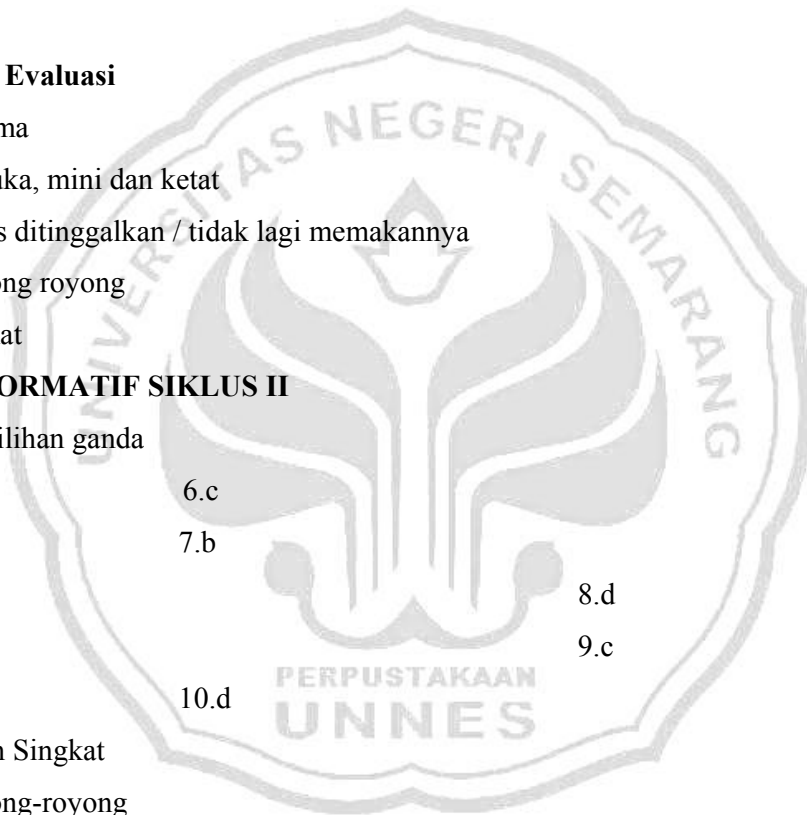 Evaluasi
ma
ka, mini dan ketat
s ditinggalkan / tidak lagi memakannya
ong royong
at
ORMATIF SIKLUS II
ilihan ganda
6.c
7.b
8.d
9.c
10.d
n Singkat
ong-royong
UNIVERSITAS NEGERI SEMARANG
PERPUSTAKAAN
UNNES